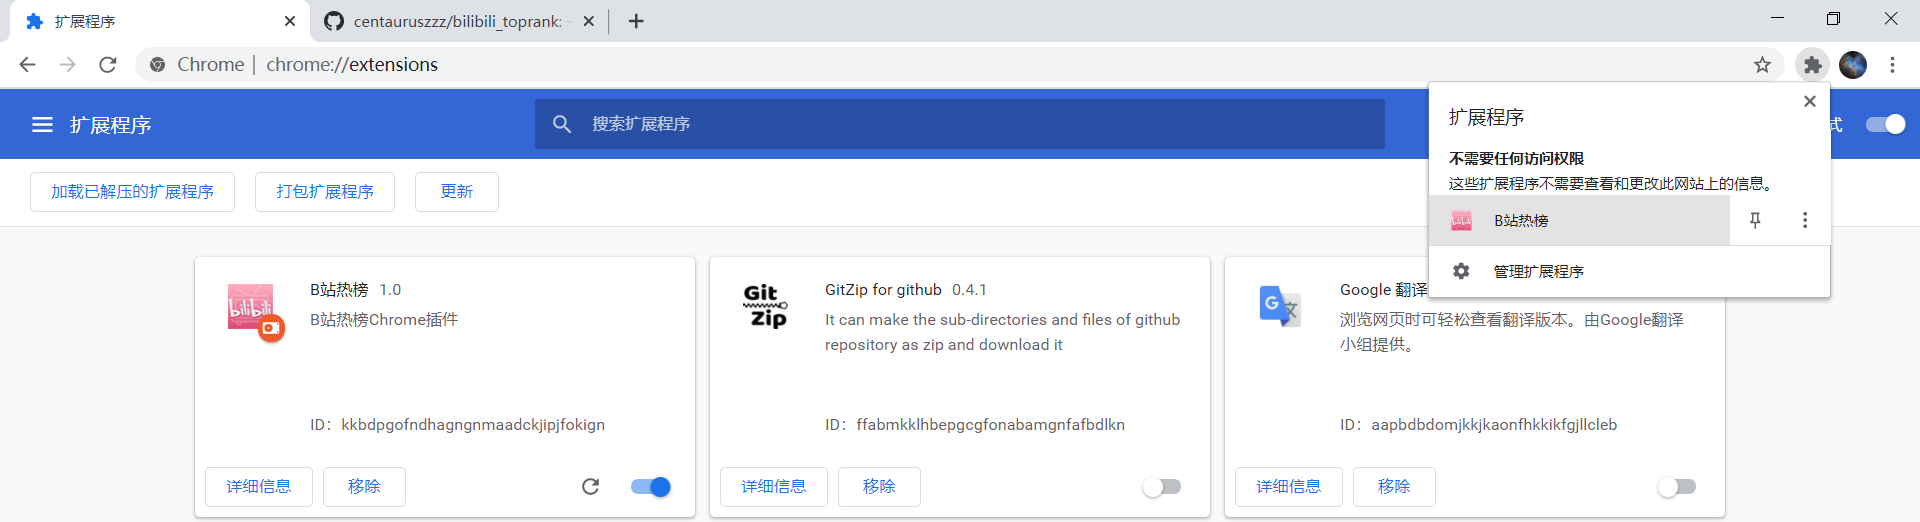 扩展程序
centauruszzz/bilibili_toprank:
Chrome
chrome://extensions
扩展程序
搜索扩展程序
式
加载已解压的扩展程序
打包扩展程序
更新
扩展程序
不需要任何访问权限
这些扩展程序不需要查看和更改此网站上的信息。
B站热榜
管理扩展程序
bilibili
B站热榜 1.0
B站热榜Chrome插件
ID：kkbdpgofndhagngnmaadckjipjfokign
详细信息
移除
Git
Zip
GitZip for github 0.4.1
It can make the sub-directories and files of github
repository as zip and download it
ID：ffabmkklhbepgcgfonabamgnfafbdlkn
详细信息
移除
G
文
Google 翻译
浏览网页时可轻松查看翻译版本。由Google翻译
小组提供。
ID：aapbdbdomjkkjkaonfhkkikfgjllcleb
详细信息
移除